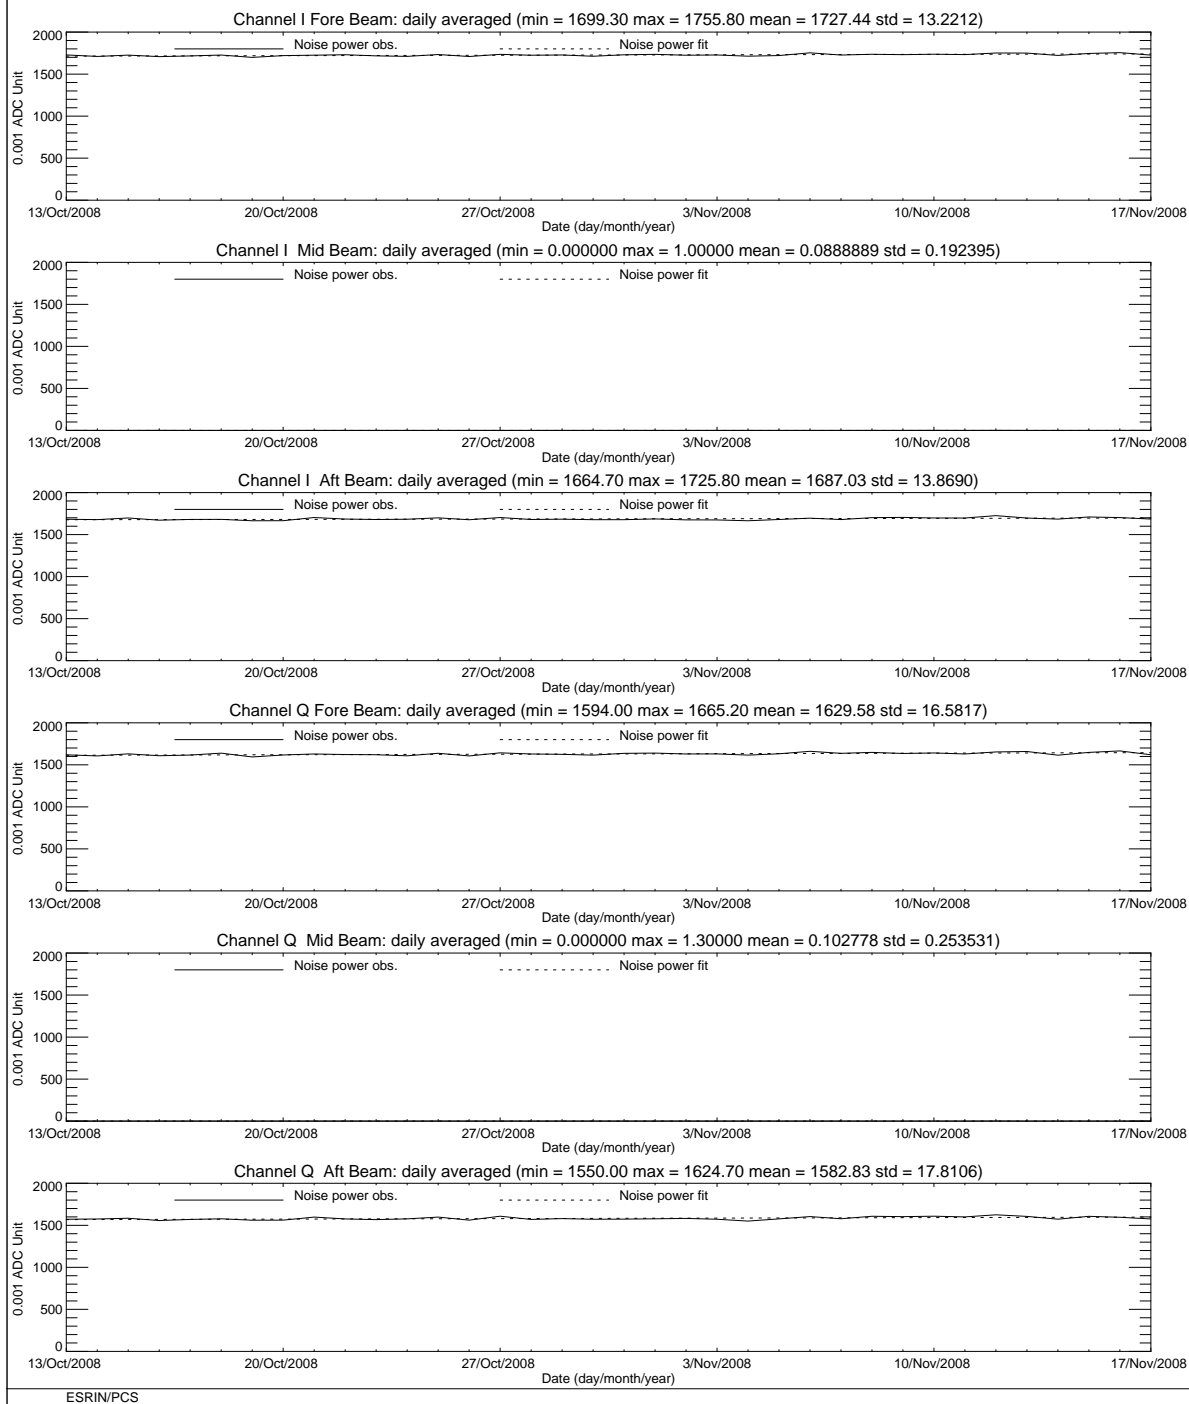 Channel I Fore Beam: daily averaged (min = 1699.30 max = 1755.80 mean = 1727.44 std = 13.2212)
2000
Noise power obs.
Noise power fit
1500
1000
500
0
0.001 ADC Unit
13/Oct/2008
20/Oct/2008
27/Oct/2008
3/Nov/2008
10/Nov/2008
17/Nov/2008
Date (day/month/year)
Channel I Mid Beam: daily averaged (min = 0.000000 max = 1.00000 mean = 0.0888889 std = 0.192395)
2000
Noise power obs.
Noise power fit
1500
1000
500
0
0.001 ADC Unit
13/Oct/2008
20/Oct/2008
27/Oct/2008
3/Nov/2008
10/Nov/2008
17/Nov/2008
Date (day/month/year)
Channel I Aft Beam: daily averaged (min = 1664.70 max = 1725.80 mean = 1687.03 std = 13.8690)
2000
Noise power obs.
Noise power fit
1500
1000
500
0
0.001 ADC Unit
13/Oct/2008
20/Oct/2008
27/Oct/2008
3/Nov/2008
10/Nov/2008
17/Nov/2008
Date (day/month/year)
Channel Q Fore Beam: daily averaged (min = 1594.00 max = 1665.20 mean = 1629.58 std = 16.5817)
2000
Noise power obs.
Noise power fit
1500
1000
500
0
0.001 ADC Unit
13/Oct/2008
20/Oct/2008
27/Oct/2008
3/Nov/2008
10/Nov/2008
17/Nov/2008
Date (day/month/year)
Channel Q Mid Beam: daily averaged (min = 0.000000 max = 1.30000 mean = 0.102778 std = 0.253531)
2000
Noise power obs.
Noise power fit
1500
1000
500
0
0.001 ADC Unit
13/Oct/2008
20/Oct/2008
27/Oct/2008
3/Nov/2008
10/Nov/2008
17/Nov/2008
Date (day/month/year)
Channel Q Aft Beam: daily averaged (min = 1550.00 max = 1624.70 mean = 1582.83 std = 17.8106)
2000
Noise power obs.
Noise power fit
1500
1000
500
0
0.001 ADC Unit
13/Oct/2008
20/Oct/2008
27/Oct/2008
3/Nov/2008
10/Nov/2008
17/Nov/2008
Date (day/month/year)
ESRIN/PCS